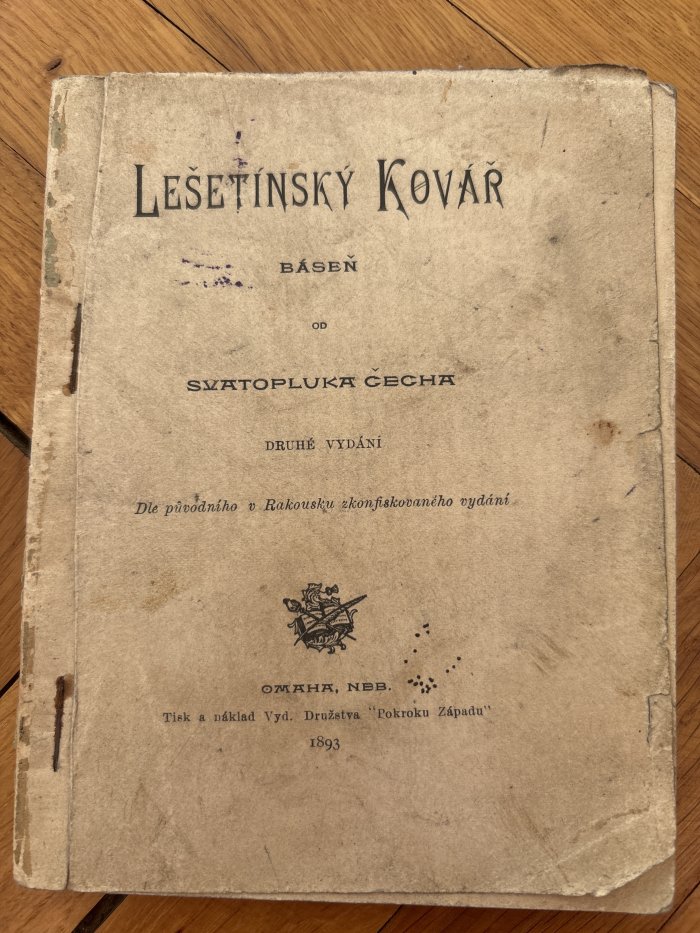 Lešetínský Kovář
BÁSEŇ
OD
SVATOPLUKA ČECHA
DRUHÉ VYDÁNÍ
Dle původního v Rakousku zkonfiskovaného vydání
OMAHA, NEB.
Tisk a náklad Vyd. Družstva "Pokroku Západu"
1893